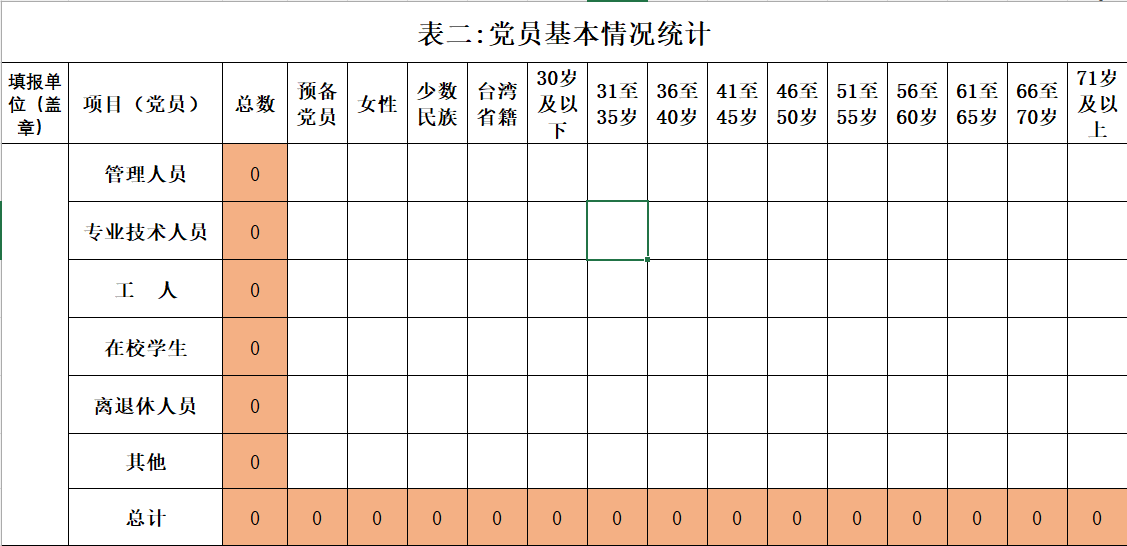 表二:党员基本情况统计
填报单位（盖章） 项目（党员） 总数 预备党员 女性 少数民族 台湾省籍 30岁及以下 31至35岁 36至40岁 41至45岁 46至50岁 51至55岁 56至60岁 61至65岁 66至70岁 71岁及以上
管理人员 0
专业技术人员 0
工 人 0
在校学生 0
离退休人员 0
其他 0
总计 0 0 0 0 0 0 0 0 0 0 0 0 0 0 0